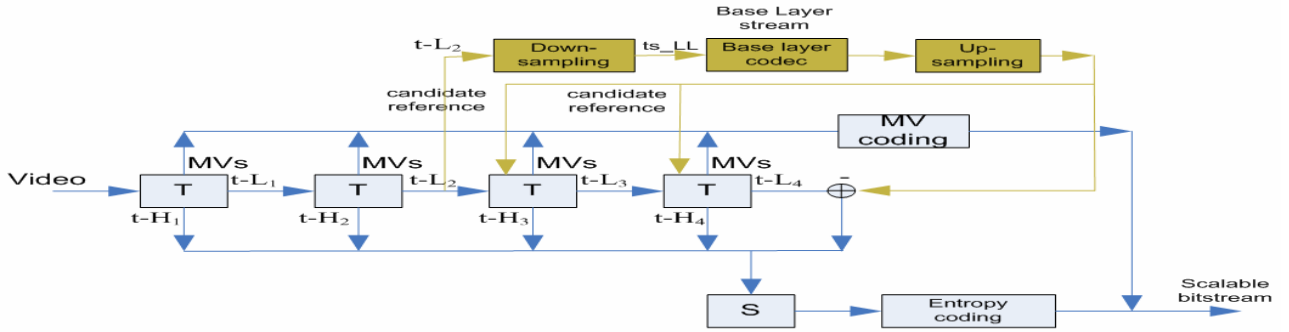 Base Layer
stream
t-L2
Down-
sampling
ts_LL
Base layer
codec
Up-
sampling
candidate
reference
candidate
reference
MV
coding
MVs
MVs
MVs
MVs
Video
T
t-L1
T
t-L2
T
t-L3
T
t-L4
-
t-H1
t-H2
t-H3
t-H4
S
Entropy
coding
Scalable
bitstream